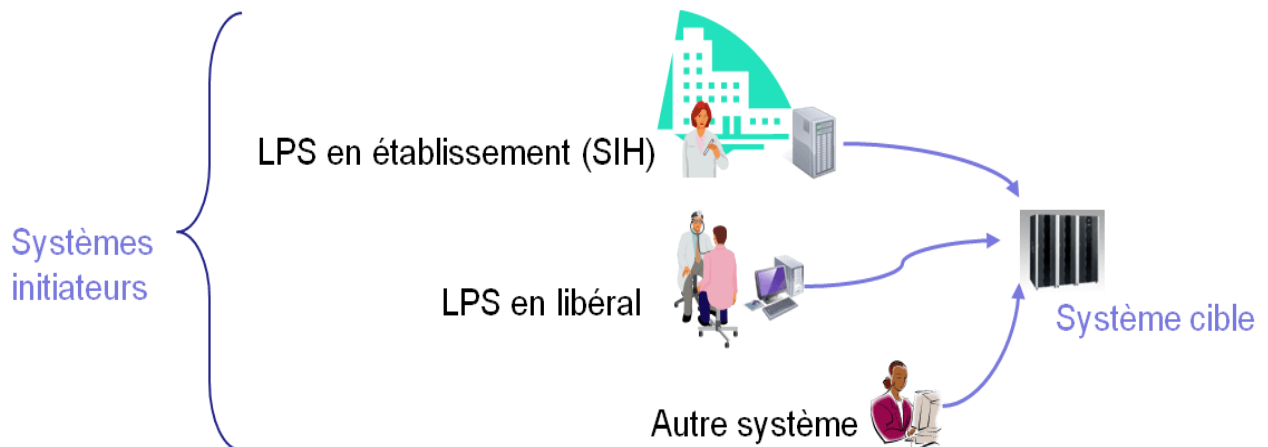 LPS en établissement (SIH)
Systèmes
initiateurs
LPS en libéral
Système cible
Autre système